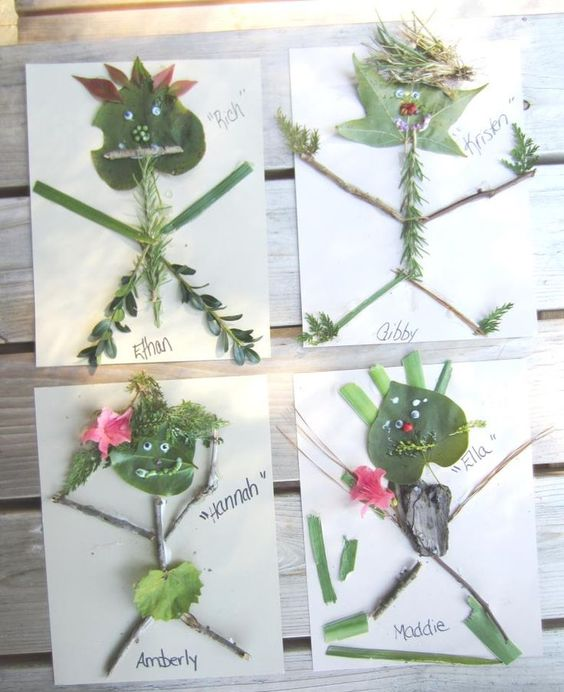 "Rich"
Ethan
"Kristen"
Gibby
"Hannah"
Amberly
"Ella"
Maddie